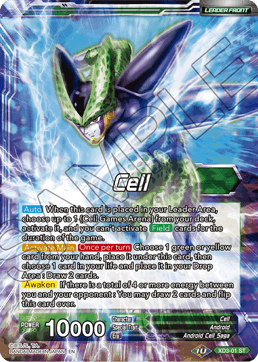 LEADER FRONT
Cell
Auto When this card is placed in your Leader Area,
choose up to 1 {Cell Games Arena} from your deck,
activate it, and you can't activate Field cards for the
duration of the game.
Activate Main Once per turn Choose 1 green or yellow
card from your hand, place it under this card, then
choose 1 card in your life and place it in your Drop
Area : Draw 2 cards.
Awaken If there is a total of 4 or more energy between
you and your opponent : You may draw 2 cards and flip
this card over.
POWER
10000
Character
Cell
Special Trait
Android
Era
Android Cell Saga
XD3-01 ST